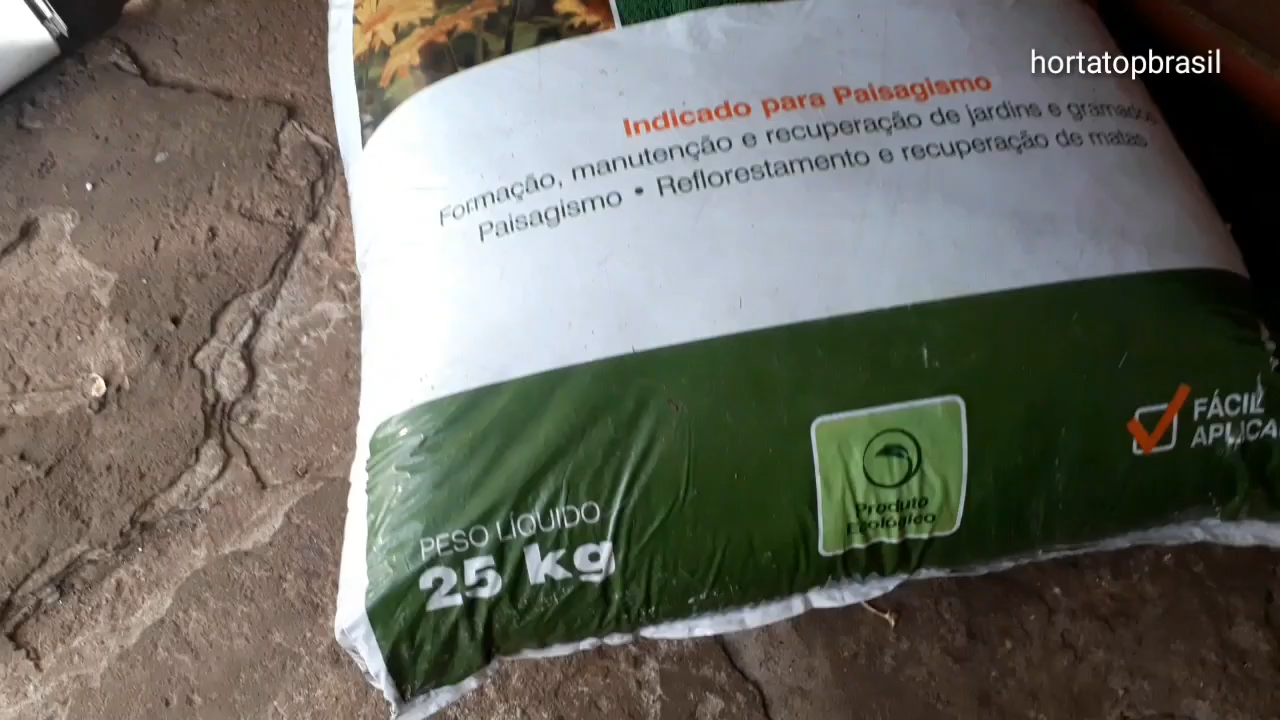 hortatopbrasil
Indicado para Paisagismo
Formação, manutenção e recuperação de jardins e gramados
Paisagismo • Reflorestamento e recuperação de matas
FÁCIL
APLICA
Produto
Ecológico
PESO LÍQUIDO
25 kg